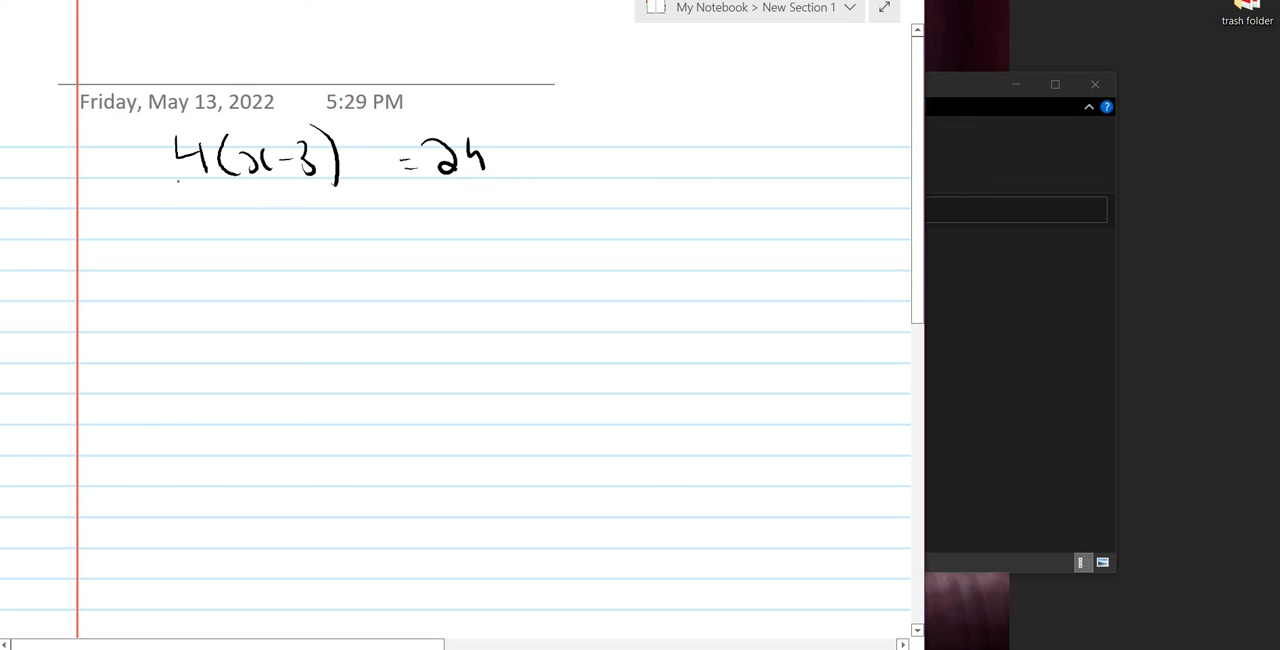 My Notebook > New Section 1
trash folder
Friday, May 13, 2022 5:29 PM
4(x-3) = 24